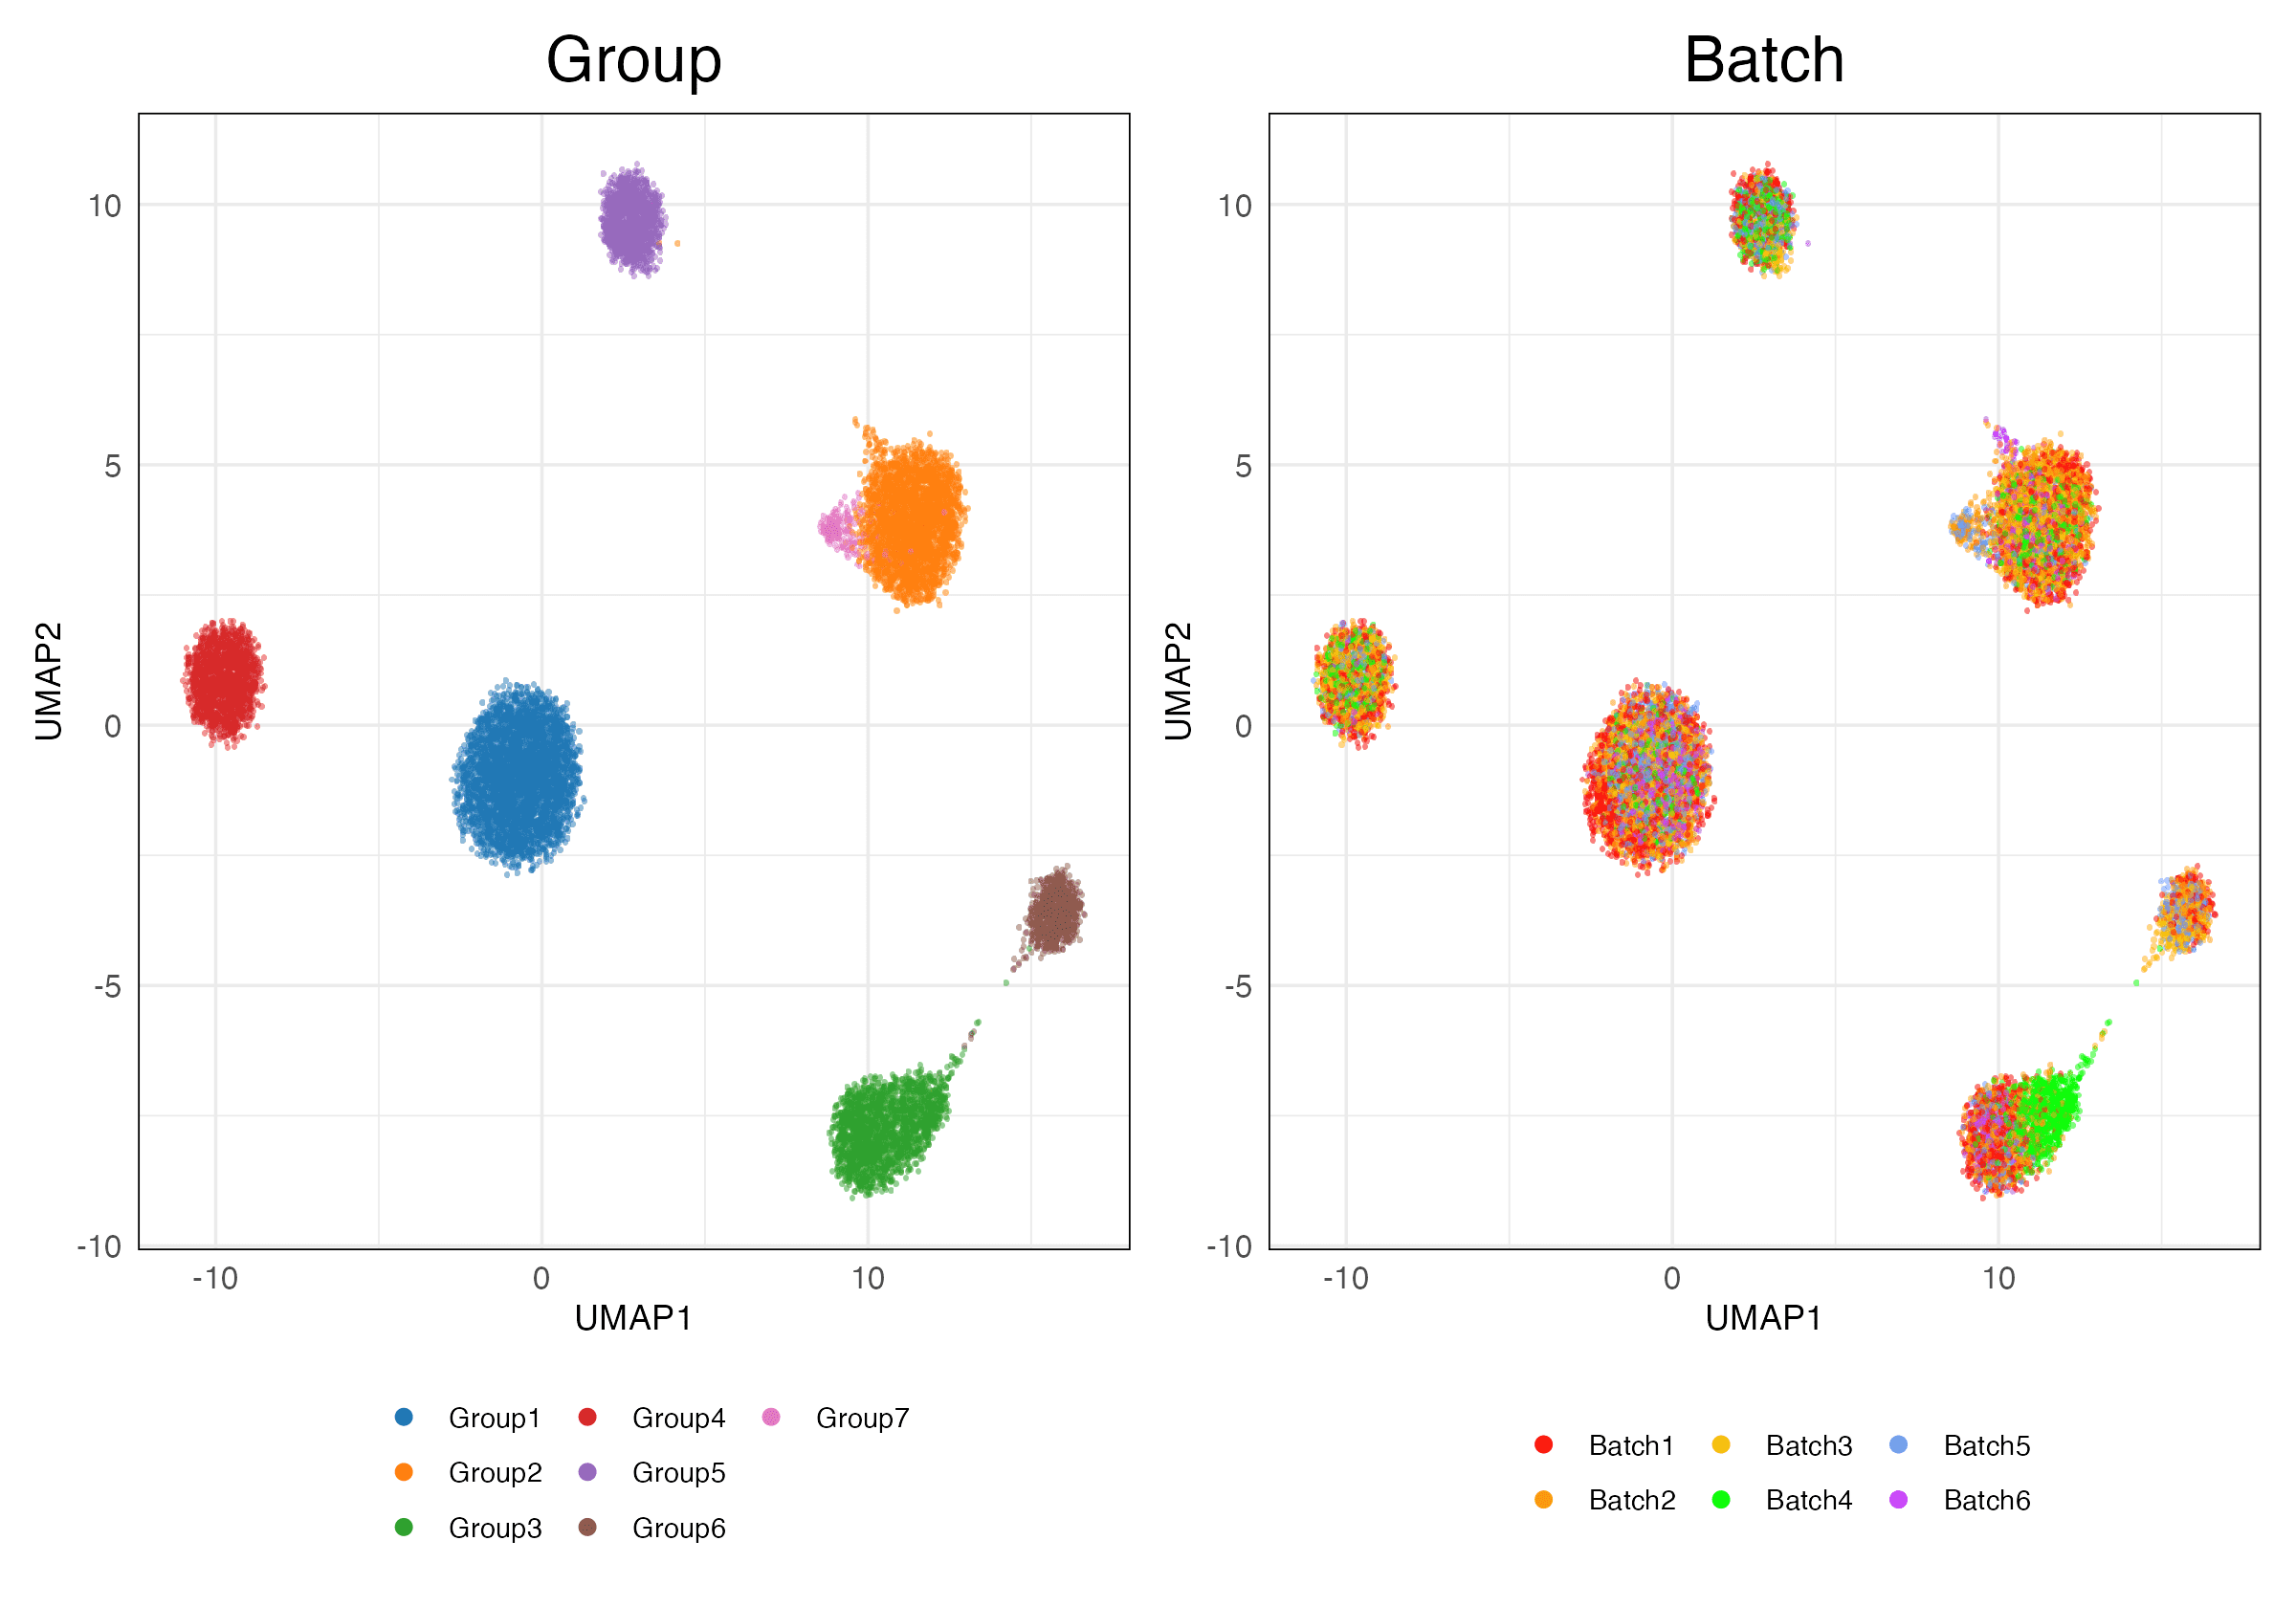 Group
10
5
0
-5
-10
UMAP2
-10 0 10
UMAP1
Group1 Group4 Group7
Group2 Group5
Group3 Group6
Batch
10
5
0
-5
-10
UMAP2
-10 0 10
UMAP1
Batch1 Batch3 Batch5
Batch2 Batch4 Batch6